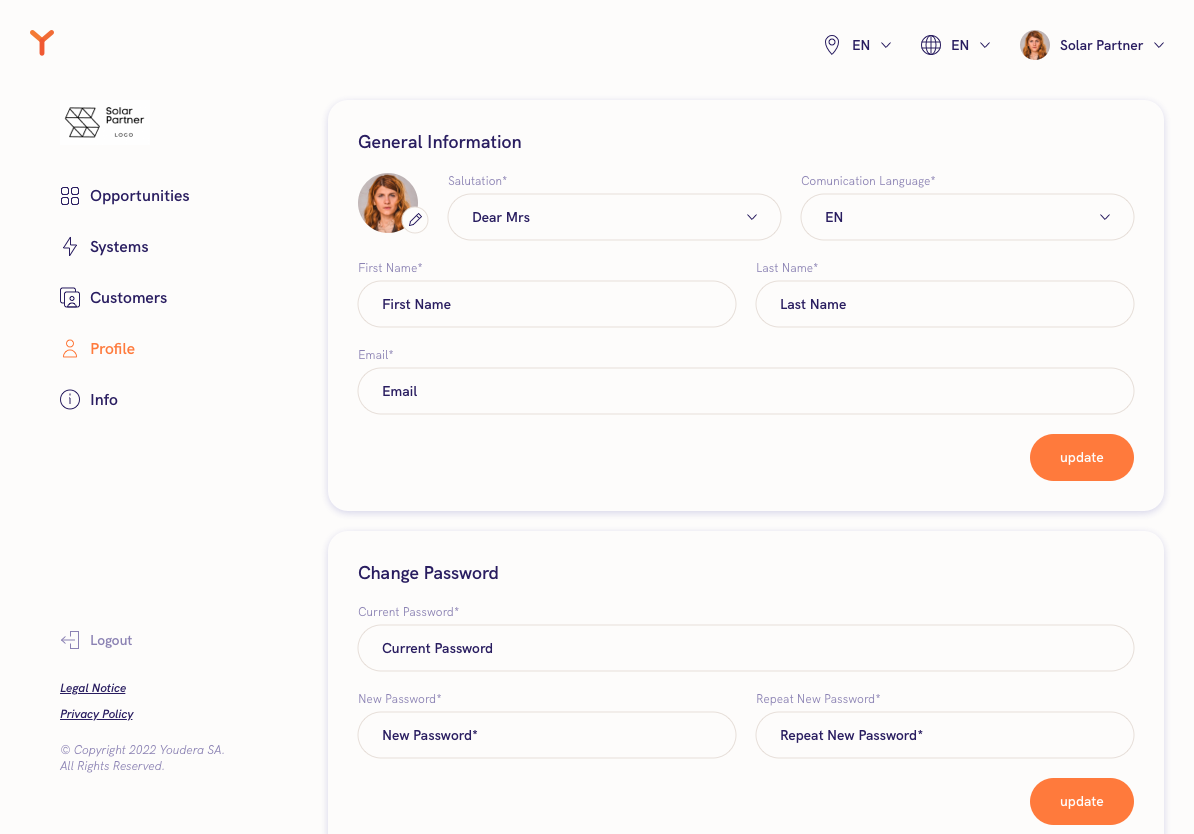 EN
EN
Solar Partner
Solar
Partner
LOGO
Opportunities
Systems
Customers
Profile
Info
Logout
Legal Notice
Privacy Policy
© Copyright 2022 Youdera SA.
All Rights Reserved.
General Information
Salutation*
Comunication Language*
Dear Mrs
EN
First Name*
Last Name*
First Name
Last Name
Email*
Email
update
Change Password
Current Password*
Current Password
New Password*
Repeat New Password*
New Password*
Repeat New Password*
update